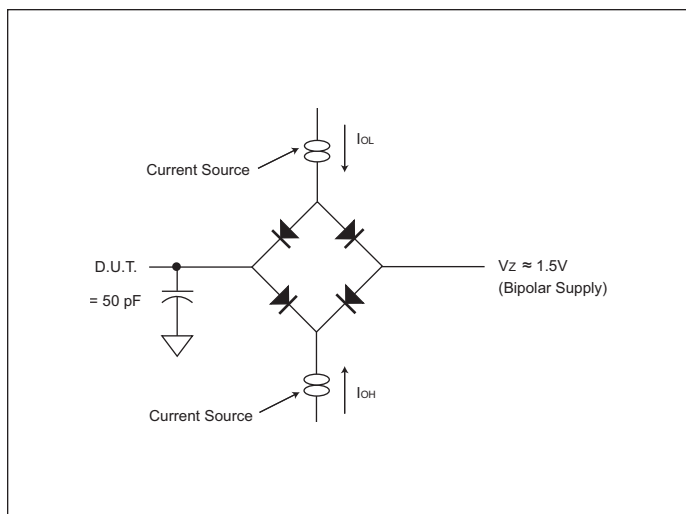 IOL
Current Source
D.U.T.
= 50 pF
VZ ≈ 1.5V
(Bipolar Supply)
IOH
Current Source